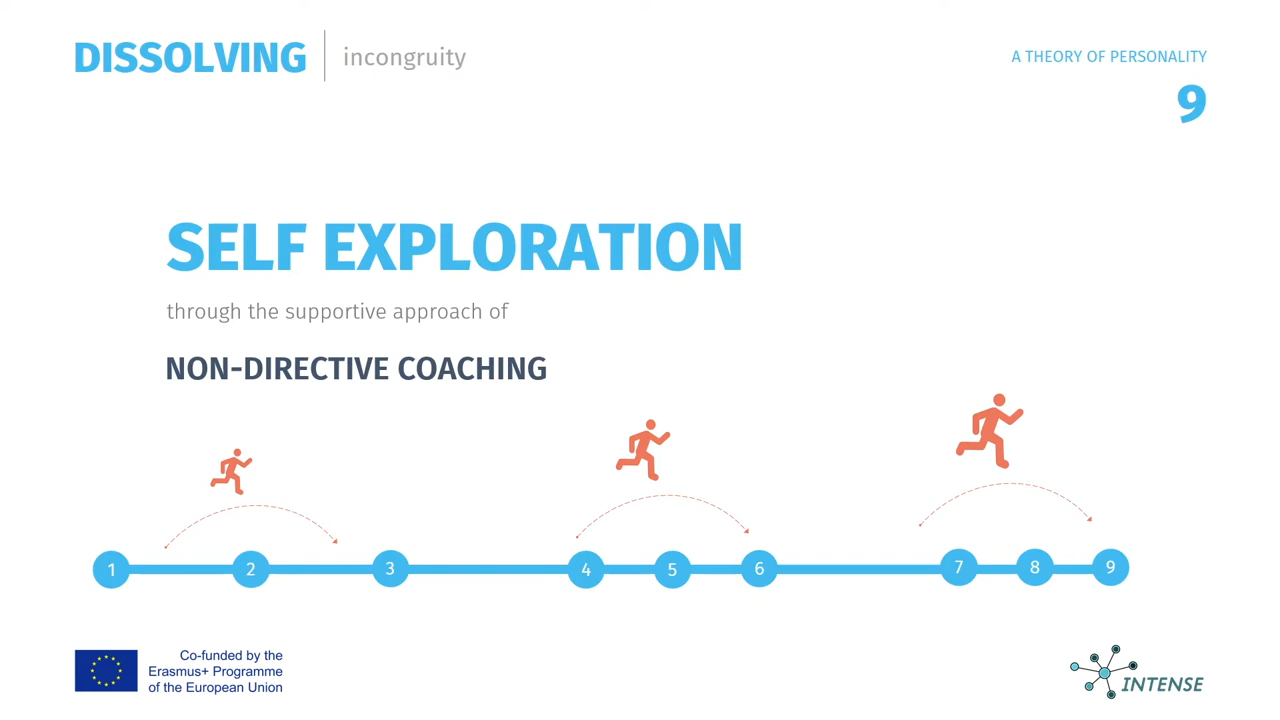 DISSOLVING
incongruity
A THEORY OF PERSONALITY
9
SELF EXPLORATION
through the supportive approach of
NON-DIRECTIVE COACHING
1 2 3 4 5 6 7 8 9
Co-funded by the
Erasmus+ Programme
of the European Union
INTENSE